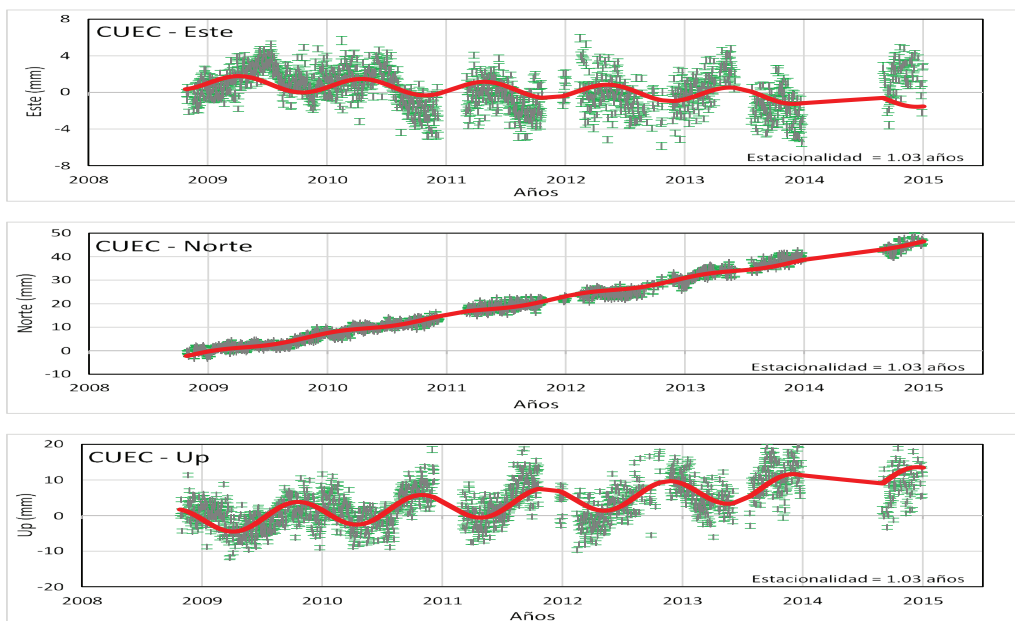 CUEC - Este
Este (mm)
8
4
0
-4
-8
Estacionalidad = 1.03 años
2008 2009 2010 2011 2012 2013 2014 2015
Años
CUEC - Norte
Norte (mm)
50
40
30
20
10
0
-10
Estacionalidad = 1.03 años
2008 2009 2010 2011 2012 2013 2014 2015
Años
CUEC - Up
Up (mm)
20
10
0
-10
-20
Estacionalidad = 1.03 años
2008 2009 2010 2011 2012 2013 2014 2015
Años